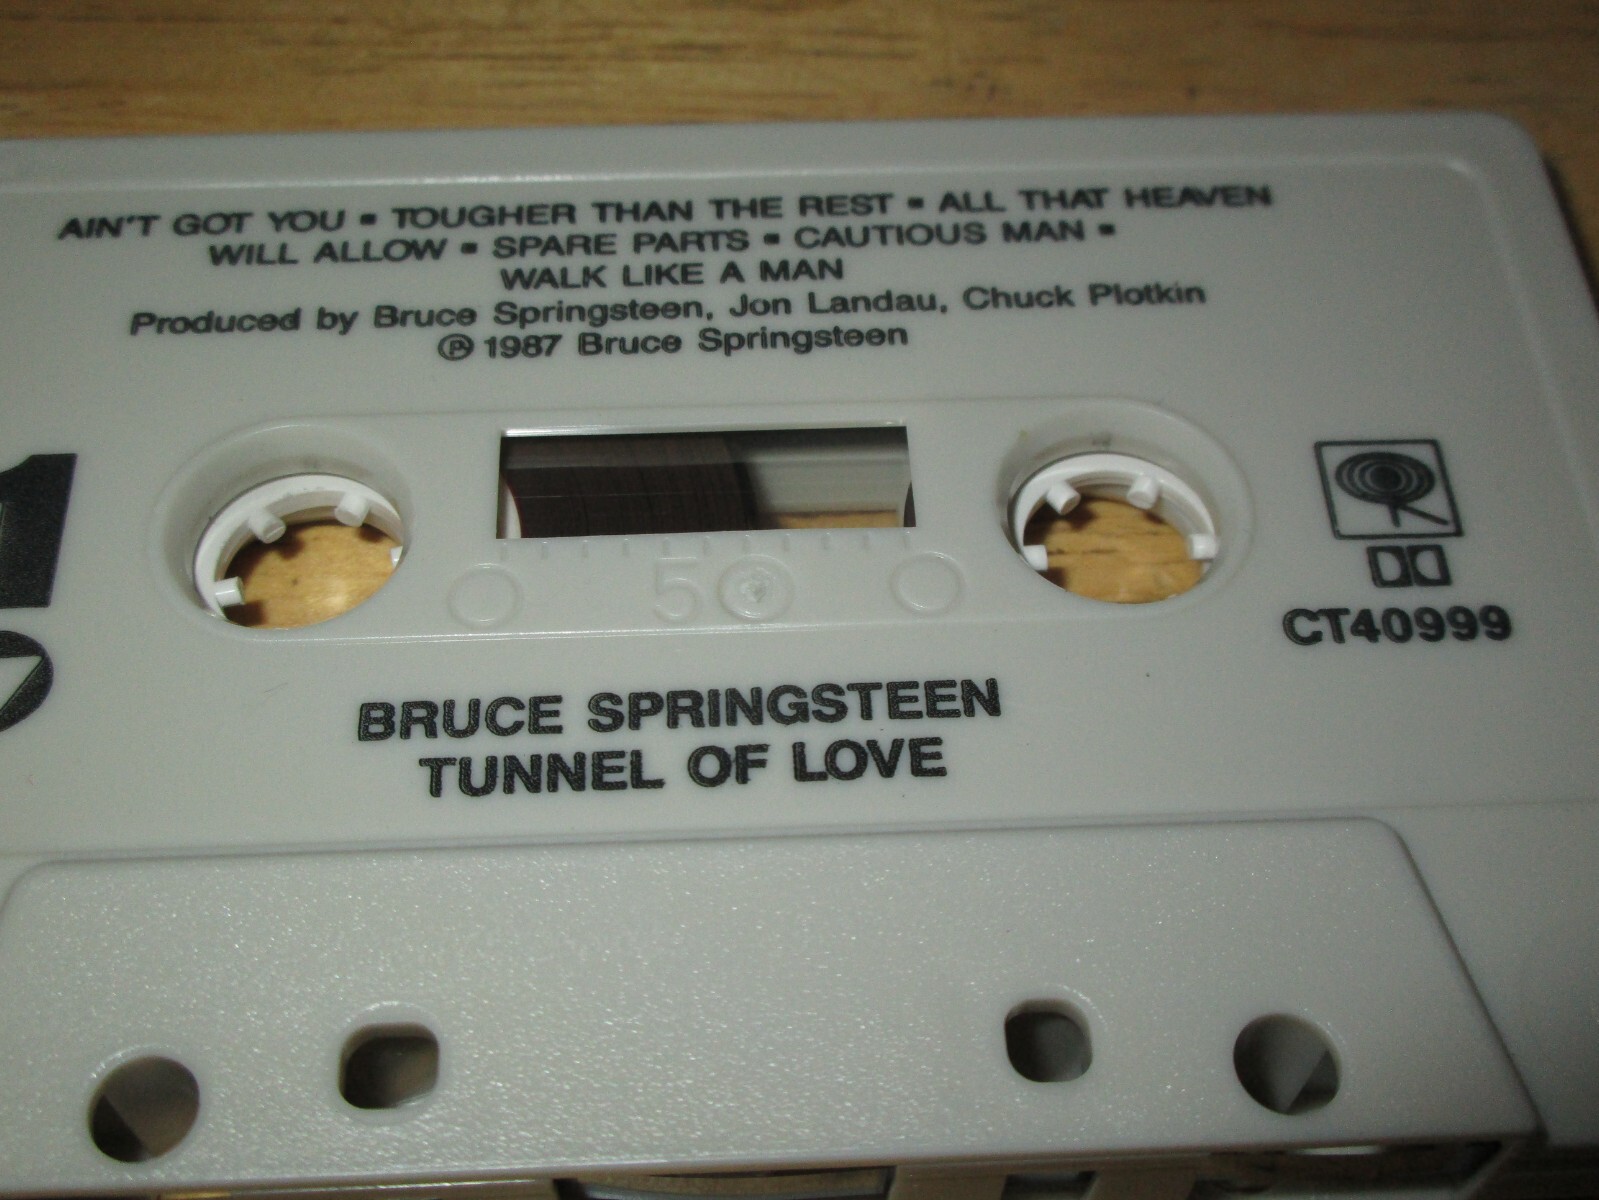 AIN'T GOT YOU ▪ TOUGHER THAN THE REST ▪ ALL THAT HEAVEN
WILL ALLOW ▪ SPARE PARTS ▪ CAUTIOUS MAN ▪
WALK LIKE A MAN
Produced by Bruce Springsteen, Jon Landau, Chuck Plotkin
℗ 1987 Bruce Springsteen
1
50
CT40999
BRUCE SPRINGSTEEN
TUNNEL OF LOVE